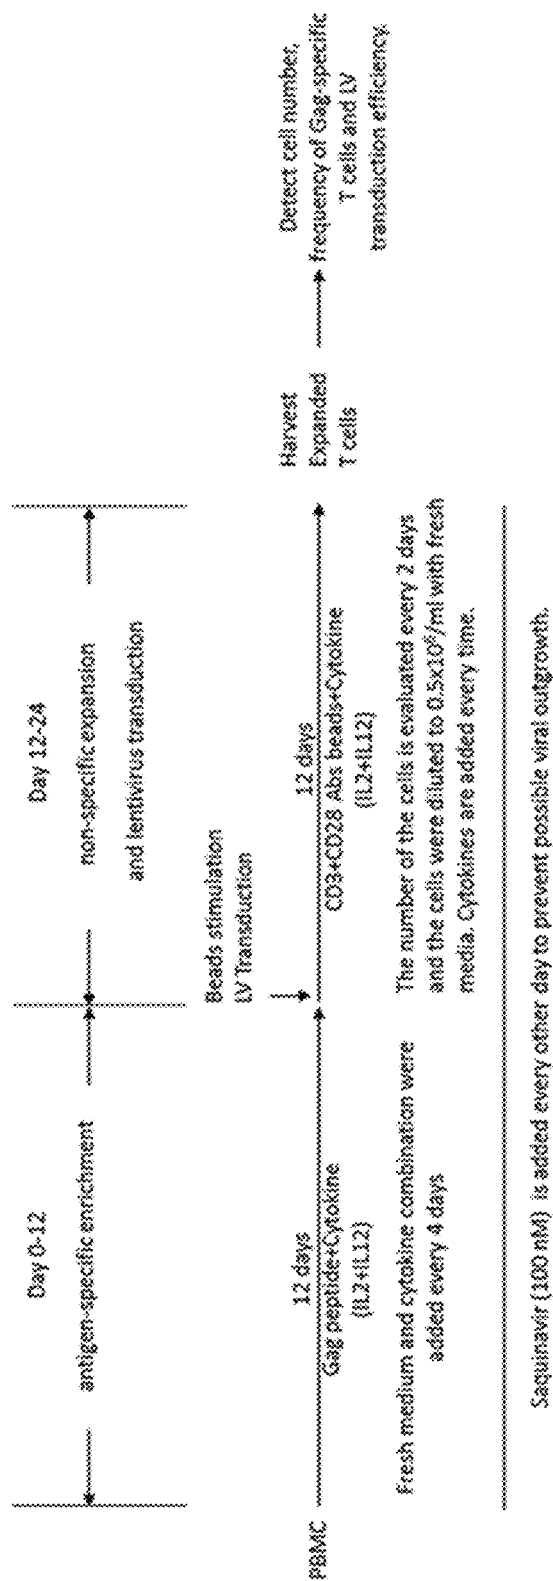 Day 0-12
antigen-specific enrichment
Day 12-24
non-specific expansion
and lentivirus transduction
Beads stimulation
LV Transduction
PBMC
12 days
Gag peptide+Cytokine
(IL2+IL12)
Fresh medium and cytokine combination were
added every 4 days
12 days
CD3+CD28 Abs beads+Cytokine
(IL2+IL12)
The number of the cells is evaluated every 2 days
and the cells were diluted to 0.5x10⁶/ml with fresh
media. Cytokines are added every time.
Harvest
Expanded
T cells
Detect cell number,
frequency of Gag-specific
T cells and LV
transduction efficiency.
Saquinavir (100 nM) is added every other day to prevent possible viral outgrowth.